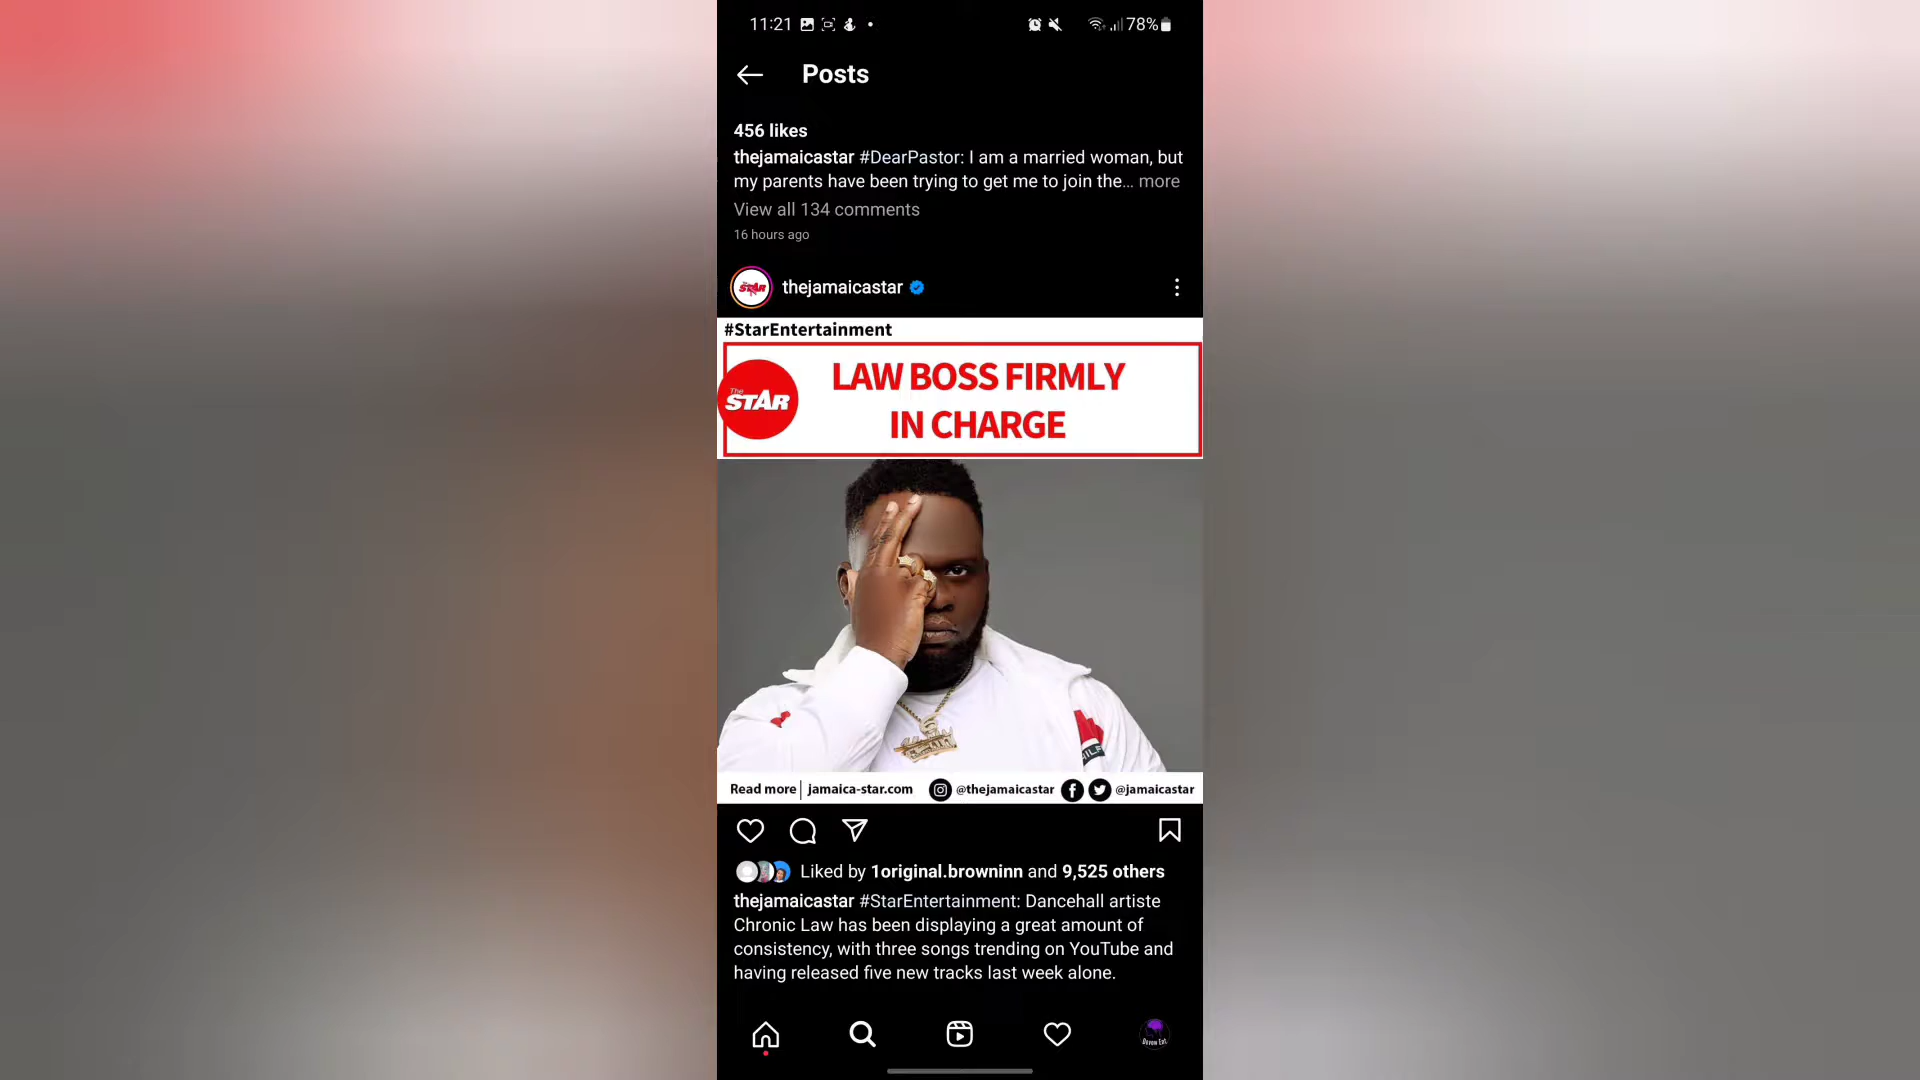 11:21
78%
Posts
456 likes
thejamaicastar #DearPastor: I am a married woman, but
my parents have been trying to get me to join the... more
View all 134 comments
16 hours ago
thejamaicastar
#StarEntertainment
The
STAR
LAW BOSS FIRMLY
IN CHARGE
Read more | jamaica-star.com @thejamaicastar @jamaicastar
Liked by 1original.browninn and 9,525 others
thejamaicastar #StarEntertainment: Dancehall artiste
Chronic Law has been displaying a great amount of
consistency, with three songs trending on YouTube and
having released five new tracks last week alone.